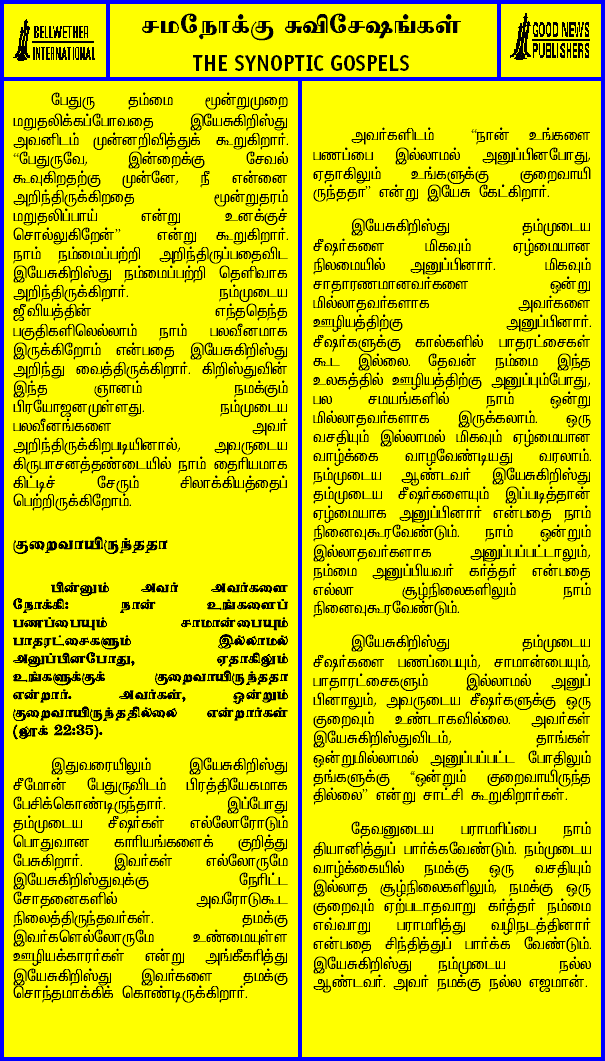 BELLWETHER
INTERNATIONAL
சமநோக்கு சுவிசேஷங்கள்
THE SYNOPTIC GOSPELS
GOOD NEWS
PUBLISHERS
பேதுரு தம்மை மூன்றுமுறை
மறுதலிக்கப்போவதை இயேசுகிறிஸ்து
அவனிடம் முன்னறிவித்துக் கூறுகிறார்.
“பேதுருவே, இன்றைக்கு சேவல்
கூவுகிறதற்கு முன்னே, நீ என்னை
அறிந்திருக்கிறதை மூன்றுதரம்
மறுதலிப்பாய் என்று உனக்குச்
சொல்லுகிறேன்” என்று கூறுகிறார்.
நாம் நம்மைப்பற்றி அறிந்திருப்பதைவிட
இயேசுகிறிஸ்து நம்மைப்பற்றி தெளிவாக
அறிந்திருக்கிறார். நம்முடைய
ஜீவியத்தின் எந்தததெந்த
பகுதிகளிலெல்லாம் நாம் பலவீனமாக
இருக்கிறோம் என்பதை இயேசுகிறிஸ்து
அறிந்து வைத்திருக்கிறார். கிறிஸ்துவின்
இந்த ஞானம் நமக்கும்
பிரயோஜனமுள்ளது. நம்முடைய
பலவீனங்களை அவர்
அறிந்திருக்கிறபடியினால், அவருடைய
கிருபாசனத்தண்டையில் நாம் தைரியமாக
கிட்டிச் சேரும் சிலாக்கியத்தைப்
பெற்றிருக்கிறோம்.
குறைவாயிருந்ததா
பின்னும் அவர் அவர்களை
நோக்கி: நான் உங்களைப்
பணப்பையும் சாமான்பையும்
பாதரட்சைகளும் இல்லாமல்
அனுப்பினபோது, ஏதாகிலும்
உங்களுக்குக் குறைவாயிருந்ததா
என்றார். அவர்கள், ஒன்றும்
குறைவாயிருந்ததில்லை என்றார்கள்
(லூக் 22:35).
இதுவரையிலும் இயேசுகிறிஸ்து
சீமோன் பேதுருவிடம் பிரத்தியேகமாக
பேசிக்கொண்டிருந்தார். இப்போது
தம்முடைய சீஷர்கள் எல்லோரோடும்
பொதுவான காரியங்களைக் குறித்து
பேசுகிறார். இவர்கள் எல்லோருமே
இயேசுகிறிஸ்துவுக்கு நேரிட்ட
சோதனைகளில் அவரோடுகூட
நிலைத்திருந்தவர்கள். தமக்கு
இவர்களெல்லோருமே உண்மையுள்ள
ஊழியக்காரர்கள் என்று அங்கீகரித்து
இயேசுகிறிஸ்து இவர்களை தமக்கு
சொந்தமாக்கிக் கொண்டிருக்கிறார்.
அவர்களிடம் “நான் உங்களை
பணப்பை இல்லாமல் அனுப்பினபோது,
ஏதாகிலும் உங்களுக்கு குறைவாயி
ருந்ததா” என்று இயேசு கேட்கிறார்.
இயேசுகிறிஸ்து தம்முடைய
சீஷர்களை மிகவும் ஏழ்மையான
நிலமையில் அனுப்பினார். மிகவும்
சாதாரணமானவர்களை ஒன்று
மில்லாதவர்களாக அவர்களை
ஊழியத்திற்கு அனுப்பினார்.
சீஷர்களுக்கு கால்களில் பாதரட்சைகள்
கூட இல்லை. தேவன் நம்மை இந்த
உலகத்தில் ஊழியத்திற்கு அனுப்பும்போது,
பல சமயங்களில் நாம் ஒன்று
மில்லாதவர்களாக இருக்கலாம். ஒரு
வசதியும் இல்லாமல் மிகவும் ஏழ்மையான
வாழ்க்கை வாழவேண்டியது வரலாம்.
நம்முடைய ஆண்டவர் இயேசுகிறிஸ்து
தம்முடைய சீஷர்களையும் இப்படித்தான்
ஏழ்மையாக அனுப்பினார் என்பதை நாம்
நினைவுகூரவேண்டும். நாம் ஒன்றும்
இல்லாதவர்களாக அனுப்பப்பட்டாலும்,
நம்மை அனுப்பியவர் கர்த்தர் என்பதை
எல்லா சூழ்நிலைகளிலும் நாம்
நினைவுகூரவேண்டும்.
இயேசுகிறிஸ்து தம்முடைய
சீஷர்களை பணப்பையும், சாமான்பையும்,
பாதாரட்சைகளும் இல்லாமல் அனுப்
பினாலும், அவருடைய சீஷர்களுக்கு ஒரு
குறைவும் உண்டாகவில்லை. அவர்கள்
இயேசுகிறிஸ்துவிடம், தாங்கள்
ஒன்றுமில்லாமல் அனுப்பப்பட்ட போதிலும்
தங்களுக்கு “ஒன்றும் குறைவாயிருந்த
தில்லை” என்று சாட்சி கூறுகிறார்கள்.
தேவனுடைய பராமரிப்பை நாம்
தியானித்துப் பார்க்கவேண்டும். நம்முடைய
வாழ்க்கையில் நமக்கு ஒரு வசதியும்
இல்லாத சூழ்நிலைகளிலும், நமக்கு ஒரு
குறைவும் ஏற்படாதவாறு கர்த்தர் நம்மை
எவ்வாறு பராமரித்து வழிநடத்தினார்
என்பதை சிந்தித்துப் பார்க்க வேண்டும்.
இயேசுகிறிஸ்து நம்முடைய நல்ல
ஆண்டவர். அவர் நமக்கு நல்ல எஜமான்.